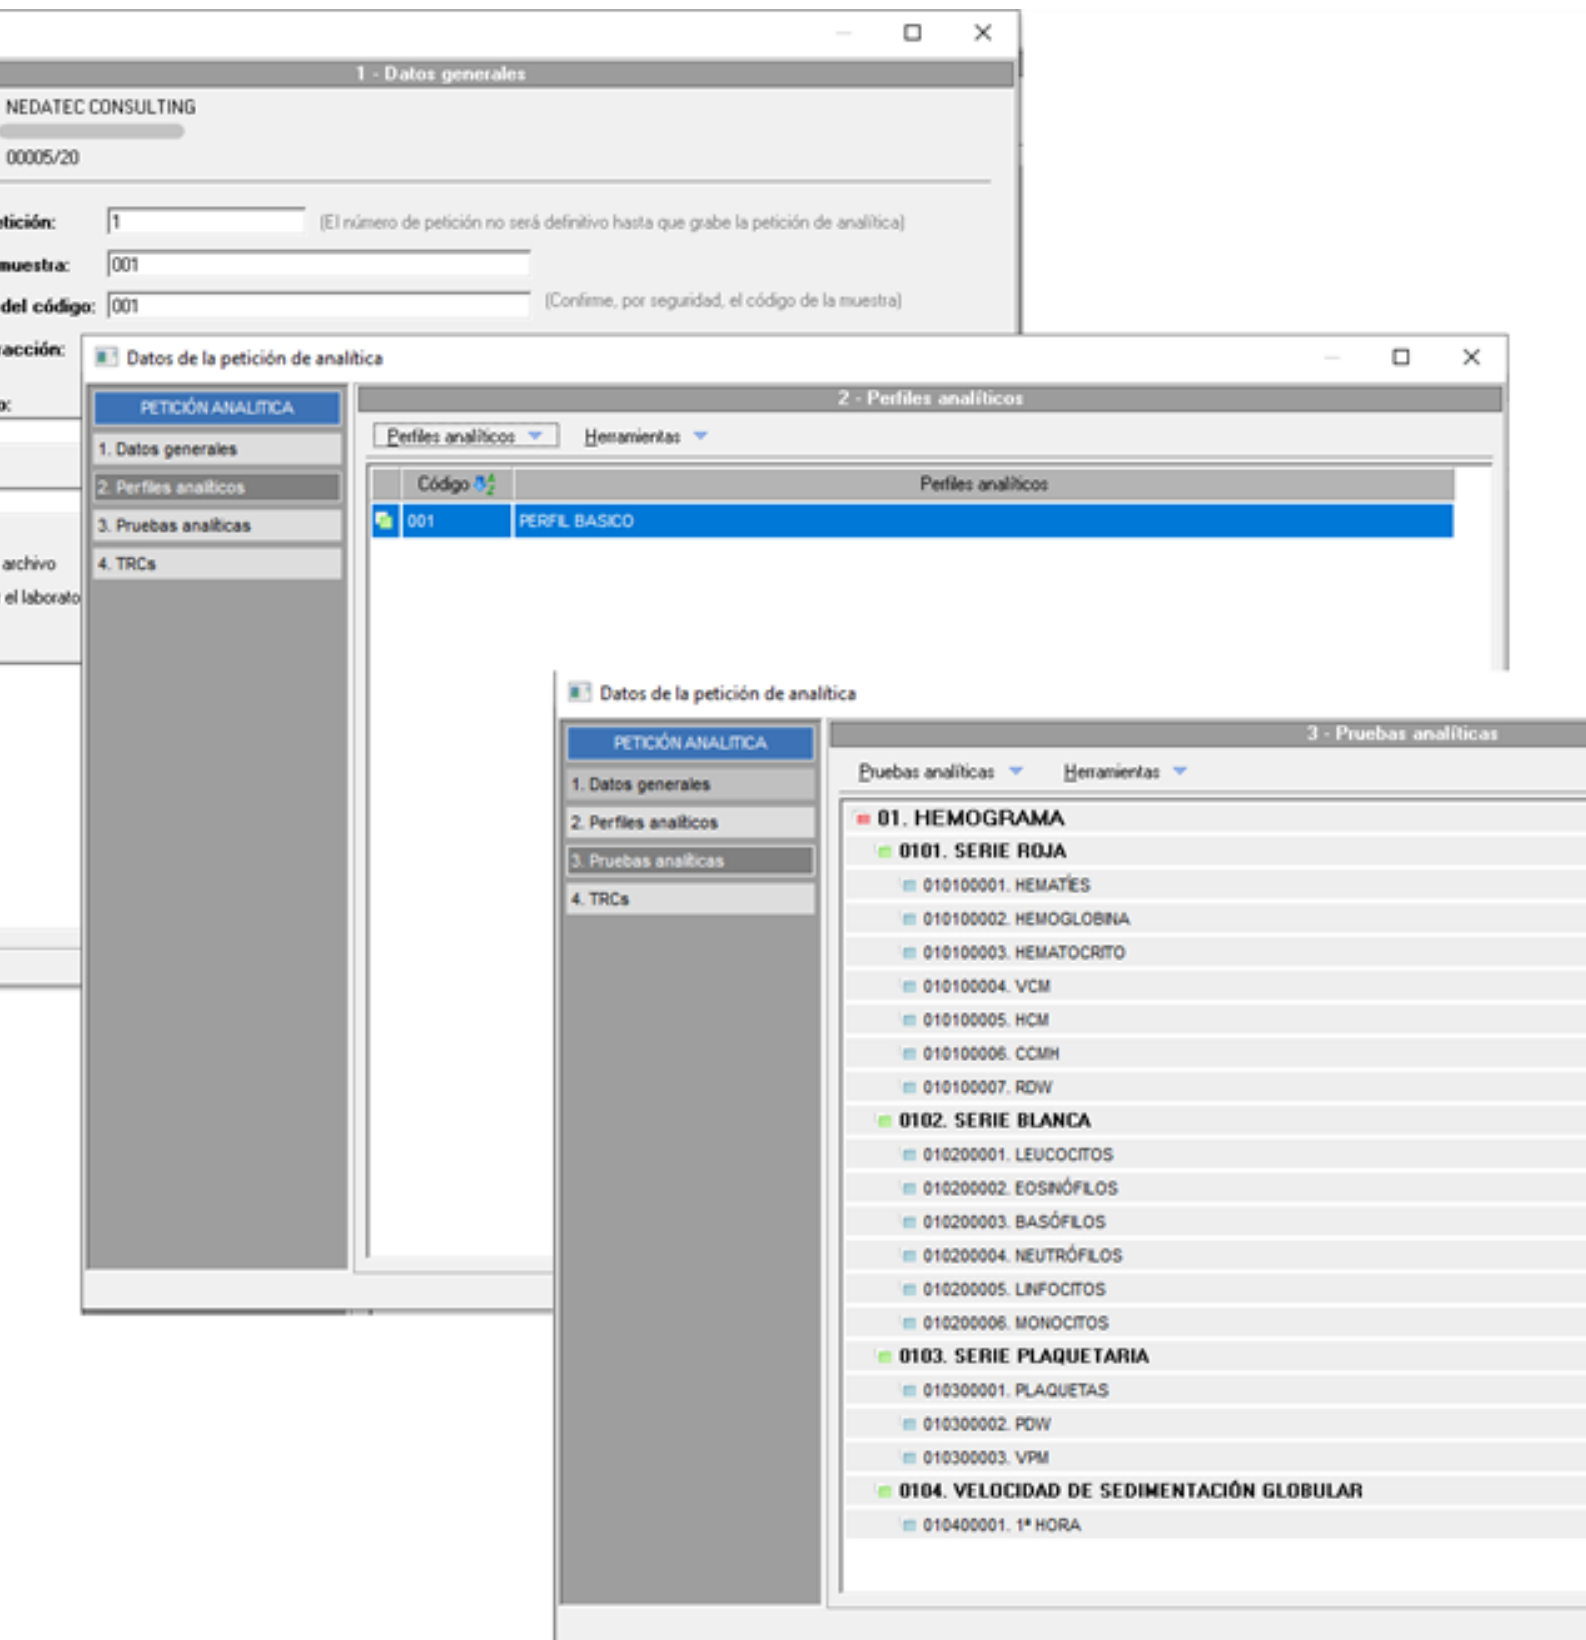 1 - Datos generales
NEDATEC CONSULTING
00005/20
1 (El número de petición no será definitivo hasta que grabe la petición de analítica)
muestra: 001
del código: 001 (Confirme, por seguridad, el código de la muestra)
archivo
el laborato
Datos de la petición de analítica
PETICIÓN ANALITICA
1. Datos generales
2. Perfiles analíticos
3. Pruebas analíticas
4. TRCs
2 - Perfiles analíticos
Perfiles analíticos Herramientas
Código Perfiles analíticos
001 PERFIL BASICO
Datos de la petición de analítica
PETICIÓN ANALITICA
1. Datos generales
2. Perfiles analíticos
3. Pruebas analíticas
4. TRCs
3 - Pruebas analíticas
Pruebas analíticas Herramientas
01. HEMOGRAMA
0101. SERIE ROJA
010100001. HEMATÍES
010100002. HEMOGLOBINA
010100003. HEMATOCRITO
010100004. VCM
010100005. HCM
010100006. CCMH
010100007. RDW
0102. SERIE BLANCA
010200001. LEUCOCITOS
010200002. EOSINÓFILOS
010200003. BASÓFILOS
010200004. NEUTRÓFILOS
010200005. LINFOCITOS
010200006. MONOCITOS
0103. SERIE PLAQUETARIA
010300001. PLAQUETAS
010300002. PDW
010300003. VPM
0104. VELOCIDAD DE SEDIMENTACIÓN GLOBULAR
010400001. 1ª HORA